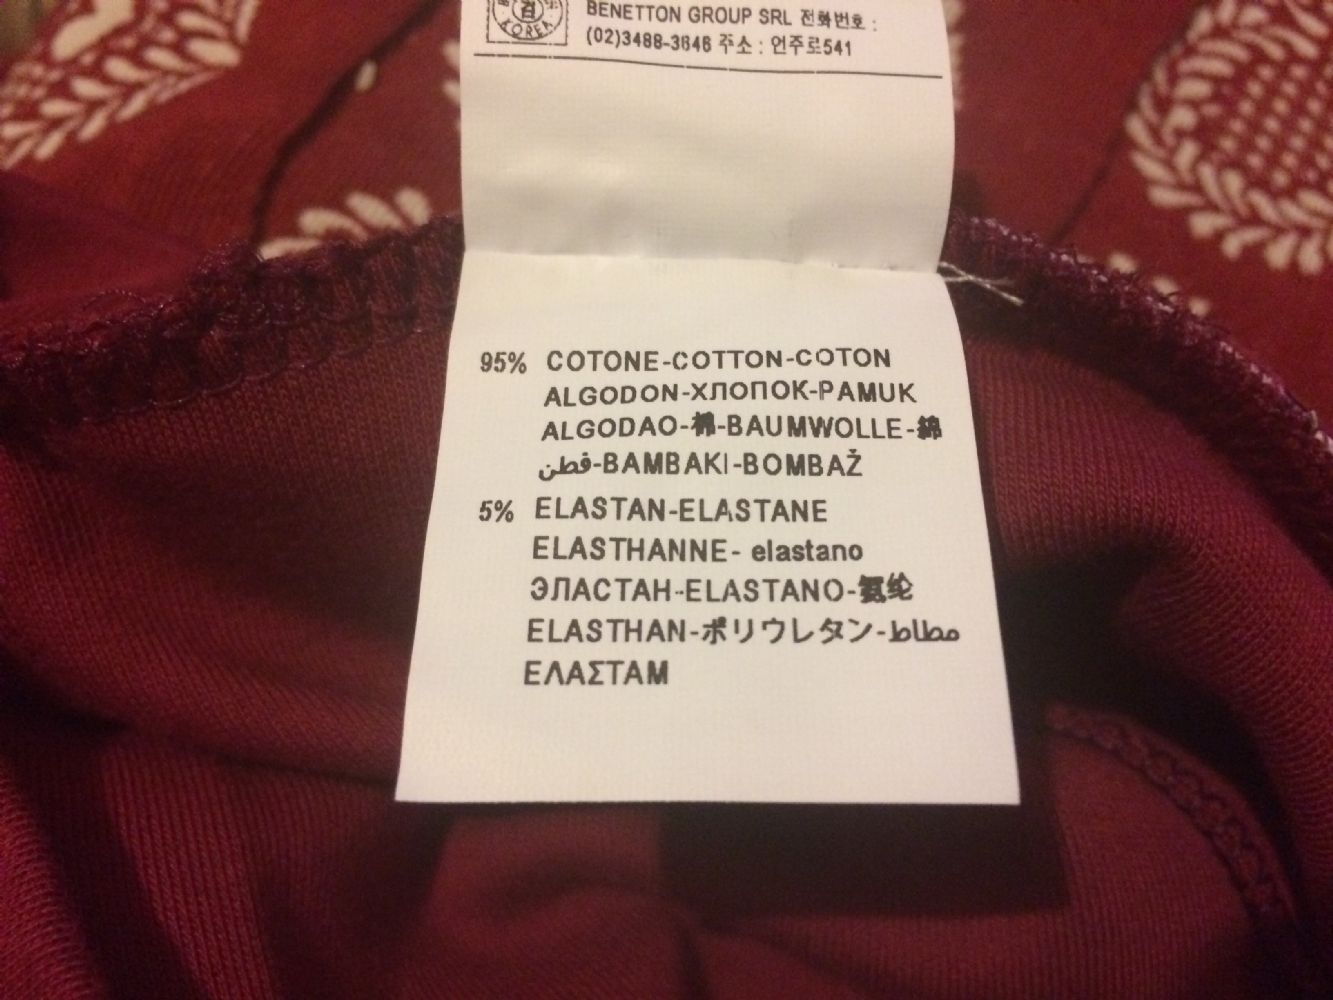 KOREA
BENETTON GROUP SRL 전화번호 :
(02)3488-3646 주소 : 언주로541
95% COTONE-COTTON-COTON
ALGODON-ХЛОПОК-PAMUK
ALGODAO-棉-BAUMWOLLE-綿
قطن-BAMBAKI-BOMBAŽ
5% ELASTAN-ELASTANE
ELASTHANNE- elastano
ЭЛАСТАН-ELASTANO-氨纶
ELASTHAN-ポリウレタン-مطاط
ΕΛΑΣΤΑΜ